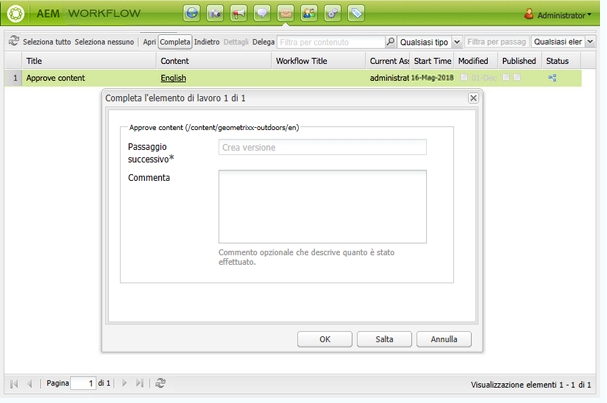 AEM WORKFLOW
Administrator
Seleziona tutto Seleziona nessuno Apri Completa Indietro Dettagli Delega Filtra per contenuto Qualsiasi tipo Filtra per passag Qualsiasi eler
Title Content Workflow Title Current Ass Start Time Modified Published Status
1 Approve content English administrat 16-Mag-2018 01-Dec
Completa l'elemento di lavoro 1 di 1
Approve content (/content/geometrixx-outdoors/en)
Passaggio
successivo* Crea versione
Commenta
Commento opzionale che descrive quanto è stato
effettuato.
OK Salta Annulla
Pagina 1 di 1 Visualizzazione elementi 1 - 1 di 1